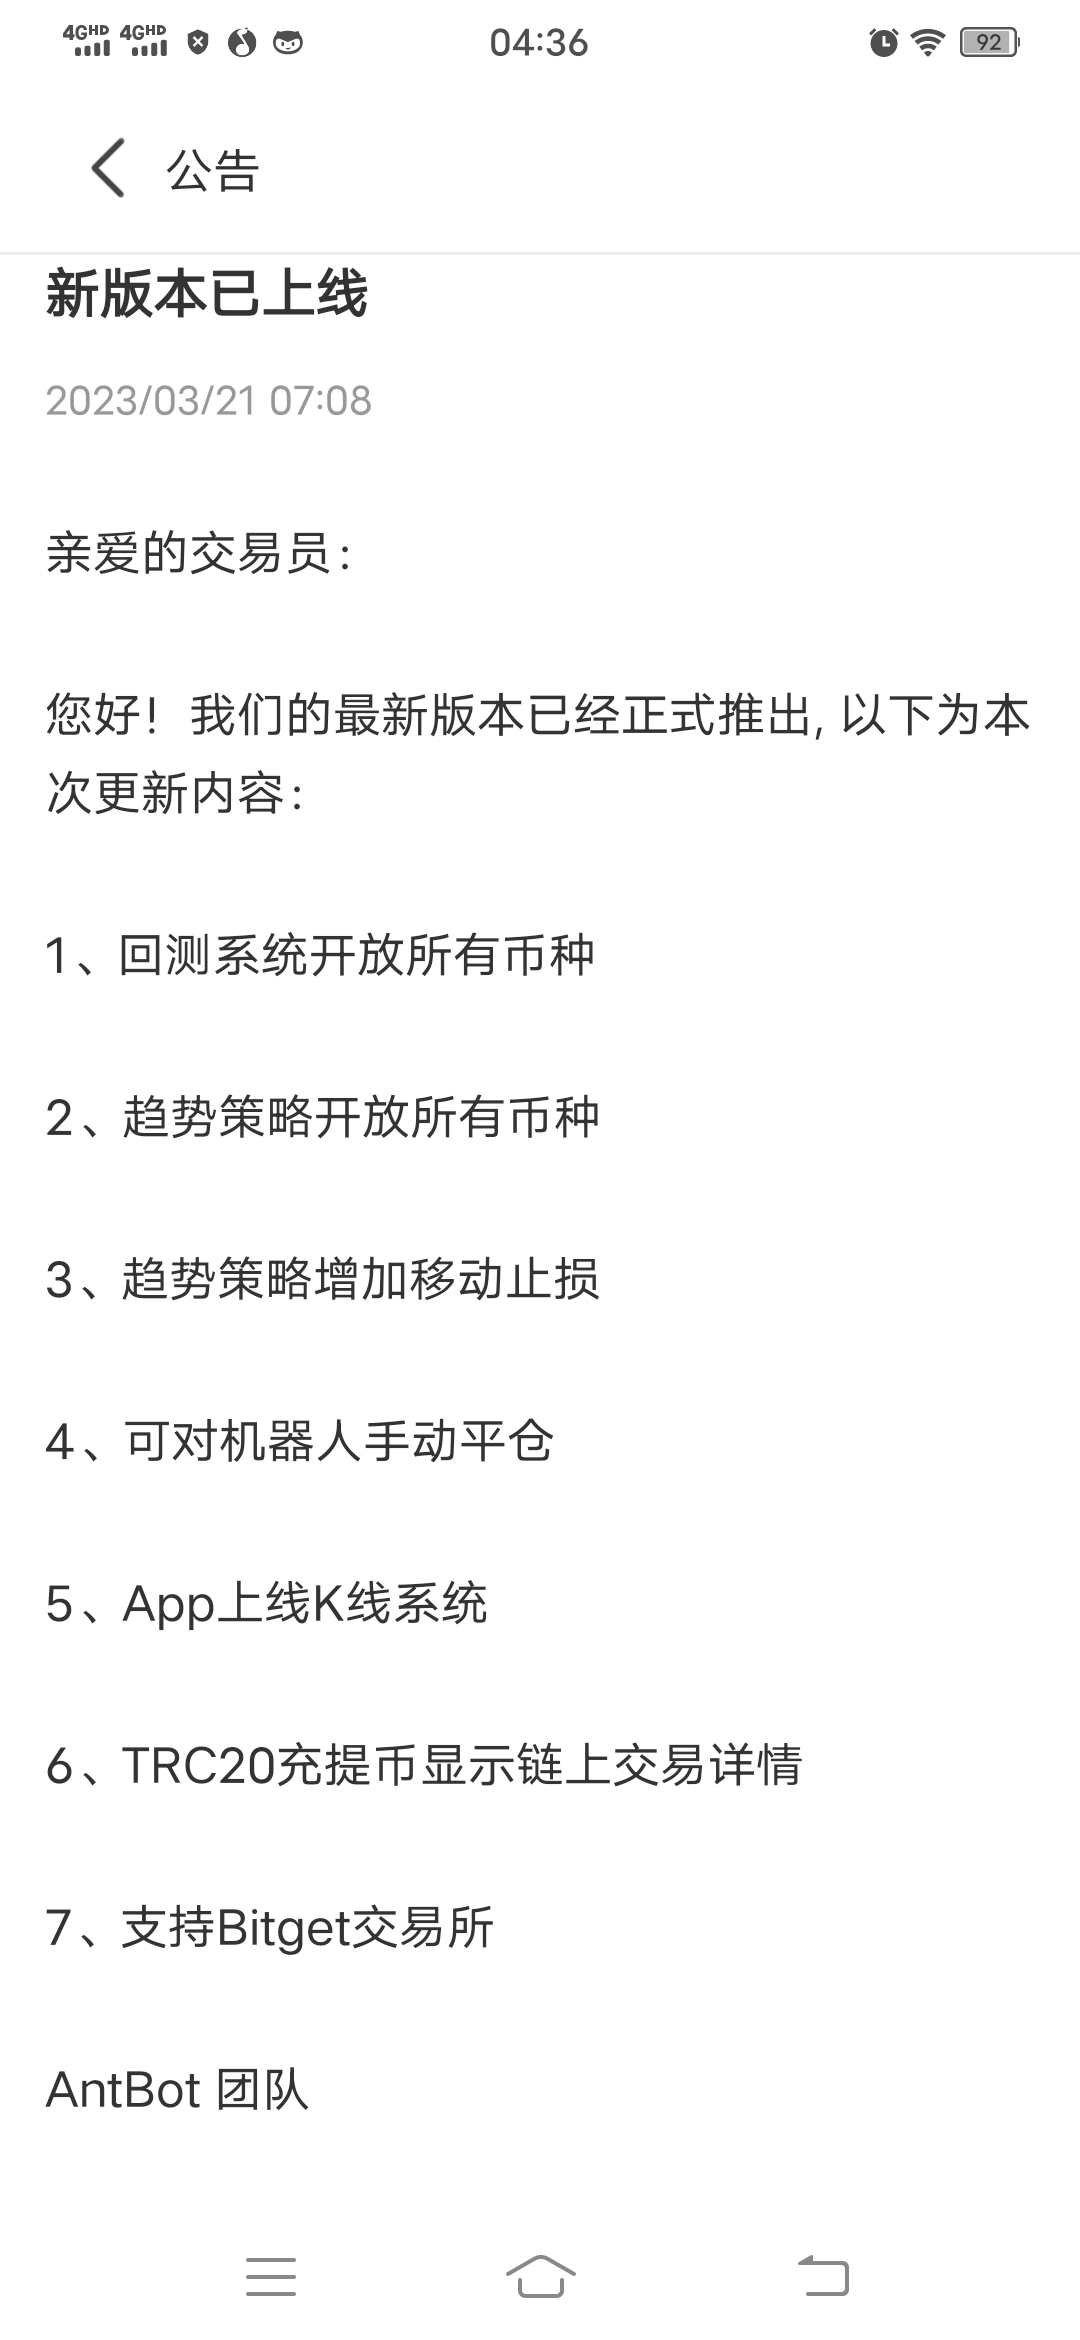 4GHD 4GHD 04:36 92
公告
新版本已上线
2023/03/21 07:08
亲爱的交易员：
您好！我们的最新版本已经正式推出, 以下为本
次更新内容：
1、回测系统开放所有币种
2、趋势策略开放所有币种
3、趋势策略增加移动止损
4、可对机器人手动平仓
5、App上线K线系统
6、TRC20充提币显示链上交易详情
7、支持Bitget交易所
AntBot 团队